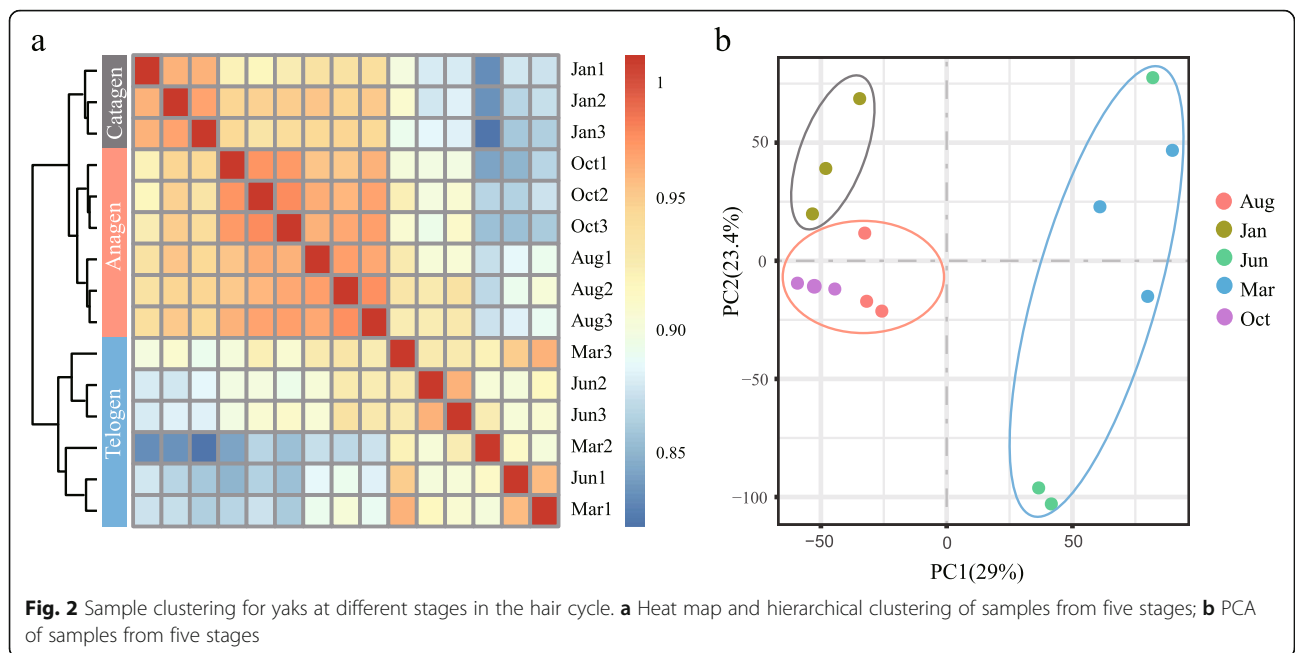 a
b
Catagen
Anagen
Telogen
Jan1
Jan2
Jan3
Oct1
Oct2
Oct3
Aug1
Aug2
Aug3
Mar3
Jun2
Jun3
Mar2
Jun1
Mar1
1
0.95
0.90
0.85
PC2(23.4%)
50
0
−50
−100
−50
0
50
PC1(29%)
Aug
Jan
Jun
Mar
Oct
Fig. 2 Sample clustering for yaks at different stages in the hair cycle. a Heat map and hierarchical clustering of samples from five stages; b PCA
of samples from five stages